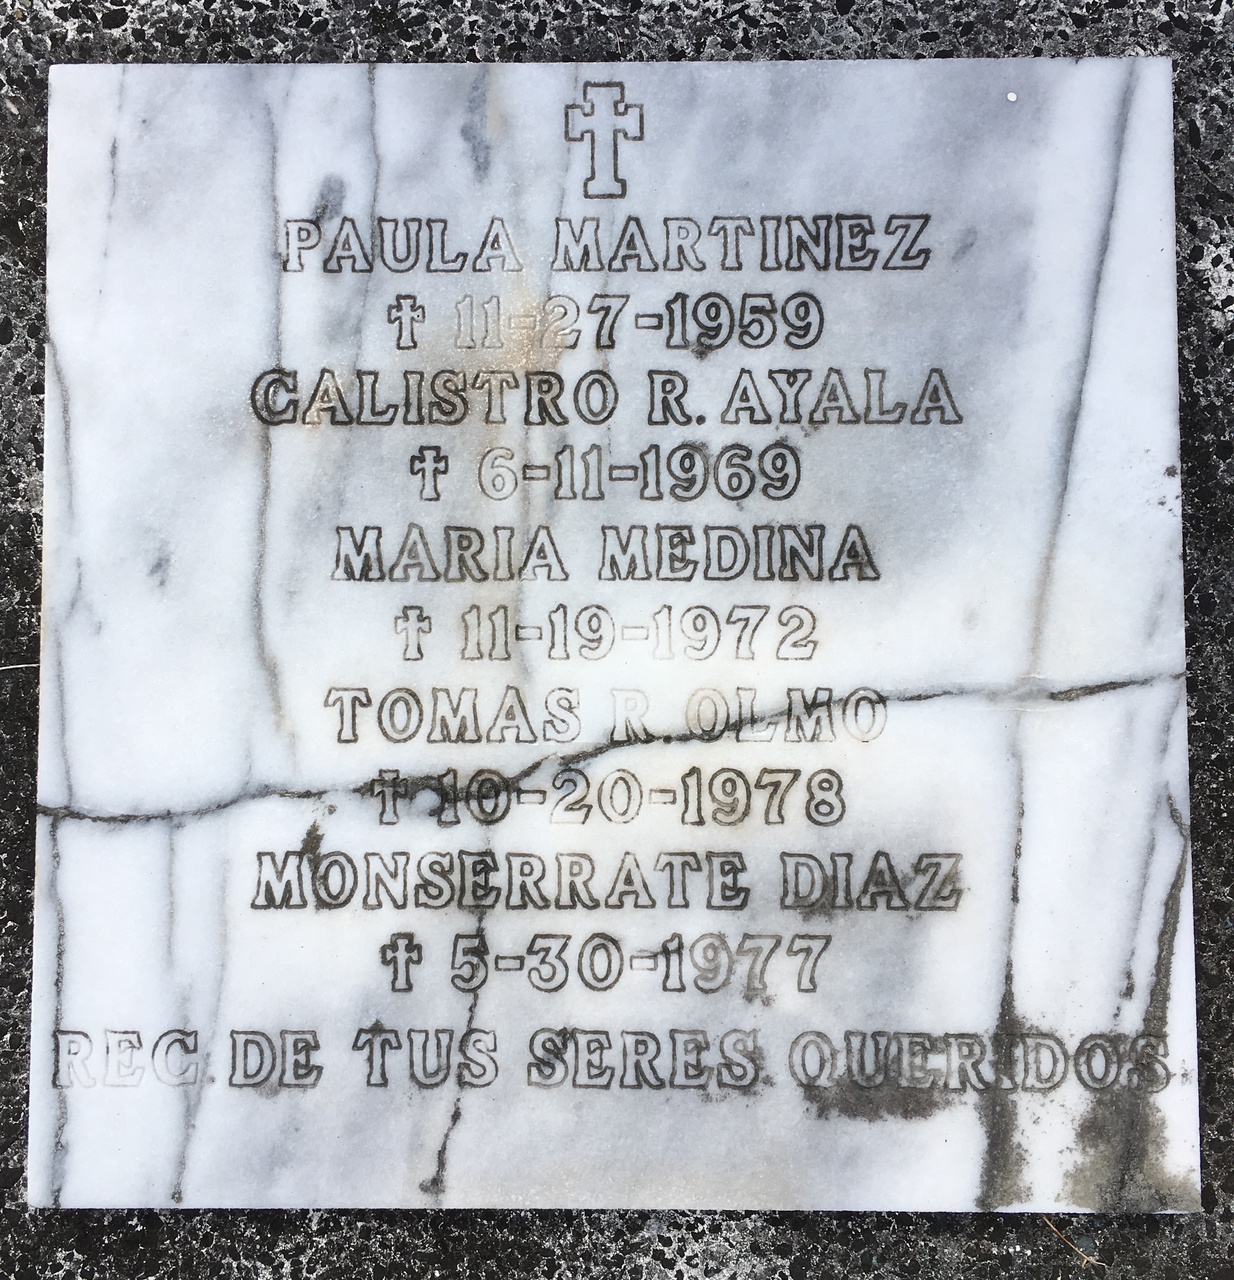 PAULA MARTINEZ
† 11-27-1959
CALISTRO R. AYALA
† 6-11-1969
MARIA MEDINA
† 11-19-1972
TOMAS R. OLMO
† 10-20-1978
MONSERRATE DIAZ
† 5-30-1977
REC. DE TUS SERES QUERIDOS